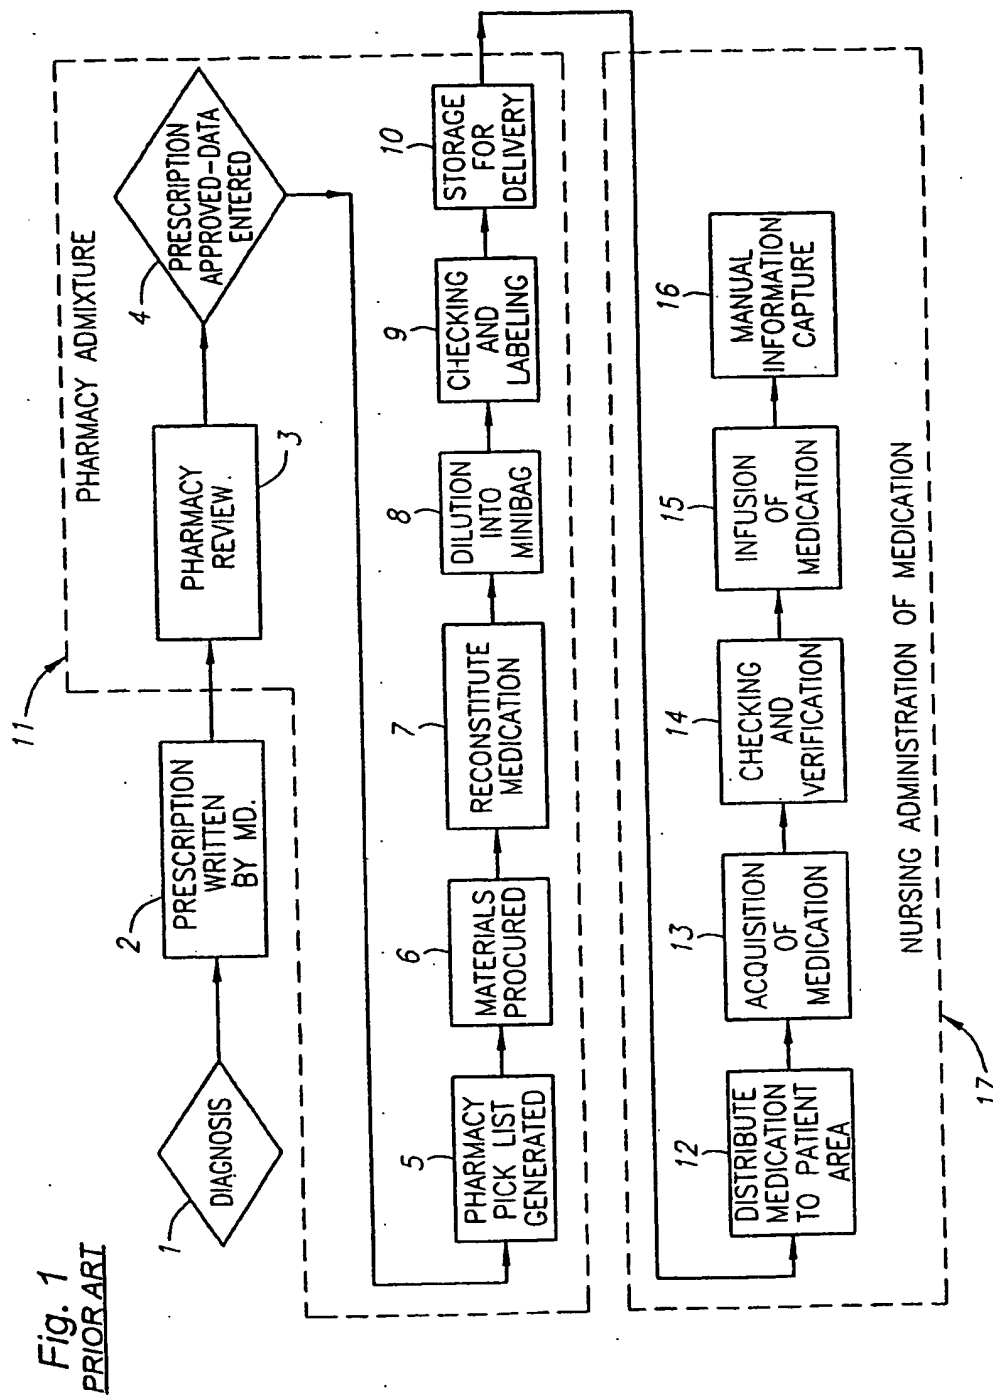 Fig. 1
PRIOR ART
1
DIAGNOSIS
2
PRESCRIPTION
WRITTEN
BY MD.
11
PHARMACY ADMIXTURE
PHARMACY
REVIEW.
3
4
PRESCRIPTION
APPROVED-DATA
ENTERED
5
PHARMACY
PICK LIST
GENERATED
6
MATERIALS
PROCURED
7
RECONSTITUTE
MEDICATION
8
DILUTION
INTO
MINIBAG
9
CHECKING
AND
LABELING
10
STORAGE
FOR
DELIVERY
12
DISTRIBUTE
MEDICATION
TO PATIENT
AREA
13
ACQUISITION
OF
MEDICATION
14
CHECKING
AND
VERIFICATION
15
INFUSION
OF
MEDICATION
16
MANUAL
INFORMATION
CAPTURE
NURSING ADMINISTRATION OF MEDICATION
17